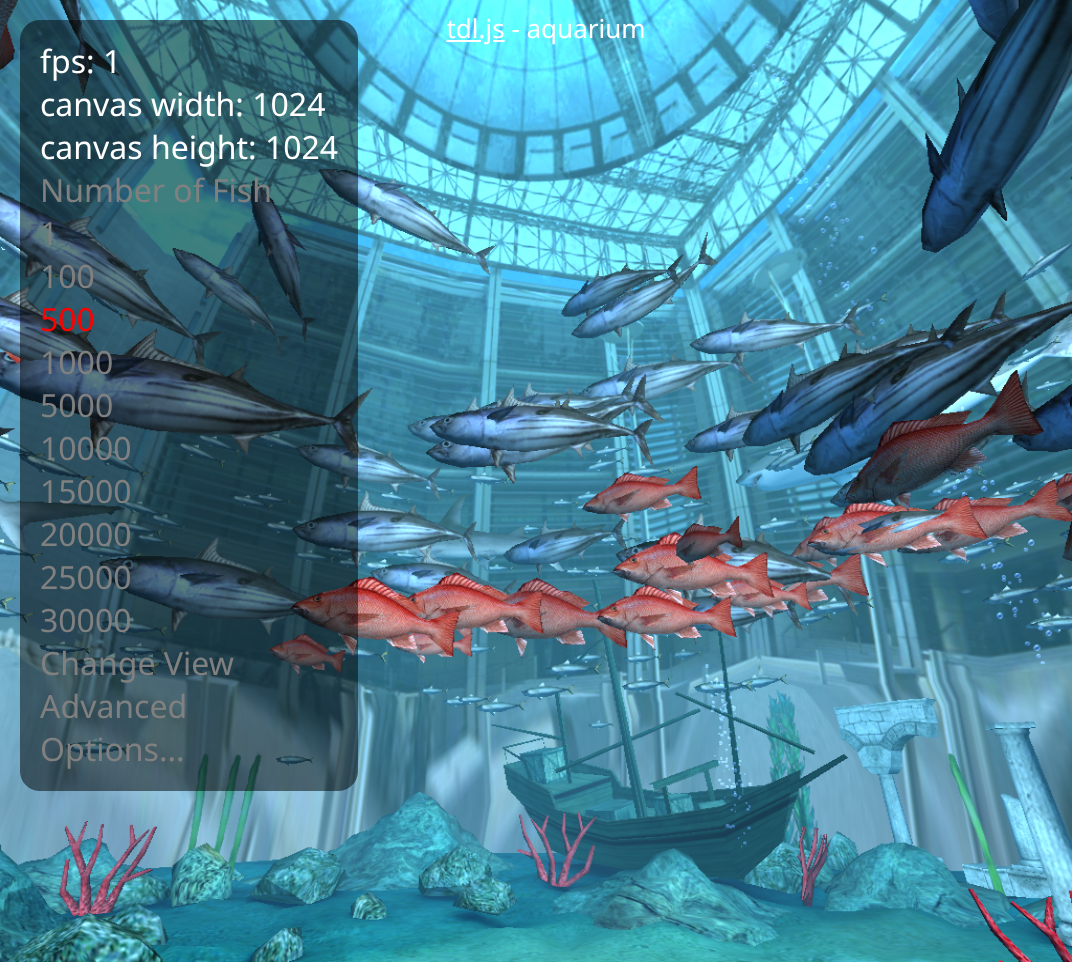 tdl.js - aquarium
fps: 1
canvas width: 1024
canvas height: 1024
Number of Fish
1
100
500
1000
5000
10000
15000
20000
25000
30000
Change View
Advanced
Options...